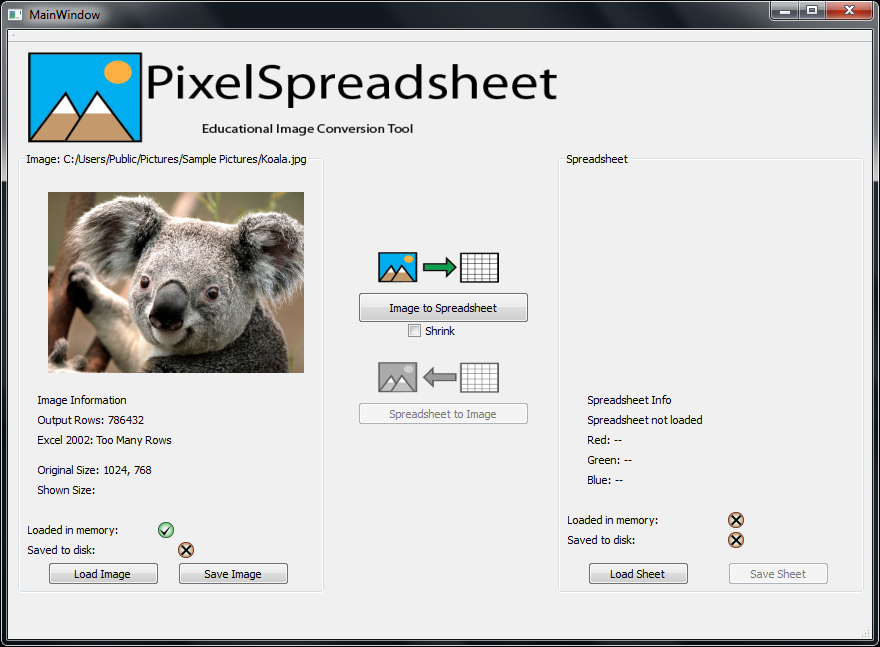 MainWindow
PixelSpreadsheet
Educational Image Conversion Tool
Image: C:/Users/Public/Pictures/Sample Pictures/Koala.jpg
Image Information
Output Rows: 786432
Excel 2002: Too Many Rows
Original Size: 1024, 768
Shown Size:
Loaded in memory:
Saved to disk:
Load Image
Save Image
Image to Spreadsheet
Shrink
Spreadsheet to Image
Spreadsheet
Spreadsheet Info
Spreadsheet not loaded
Red: --
Green: --
Blue: --
Loaded in memory:
Saved to disk:
Load Sheet
Save Sheet